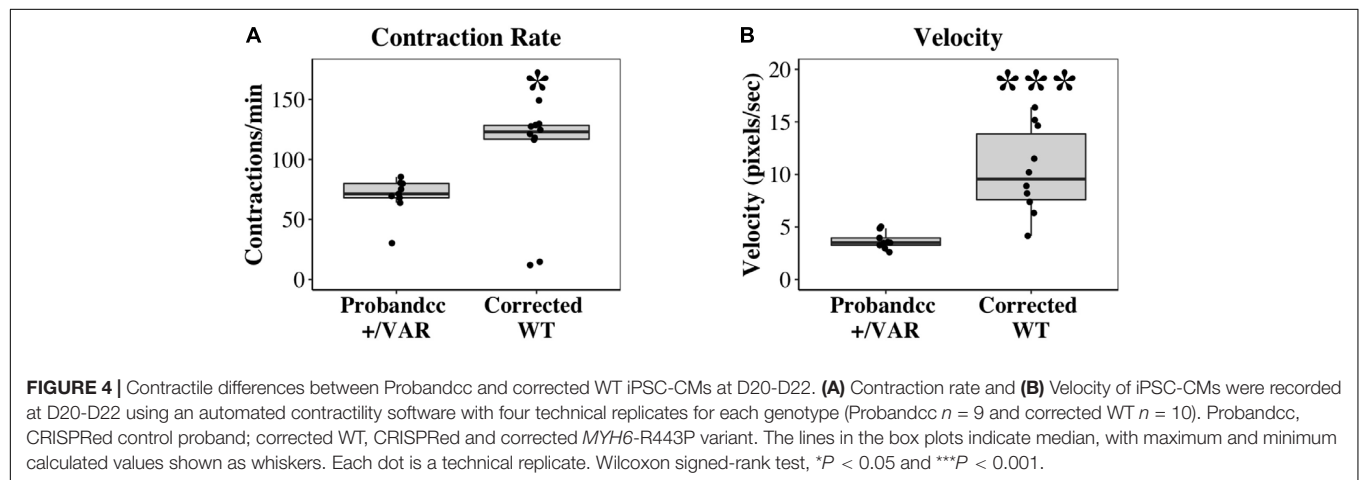 A Contraction Rate
Contractions/min
150
100
50
0
*
Probandcc Corrected
+/VAR WT
B Velocity
Velocity (pixels/sec)
20
15
10
5
0
***
Probandcc Corrected
+/VAR WT
FIGURE 4 | Contractile differences between Probandcc and corrected WT iPSC-CMs at D20-D22. (A) Contraction rate and (B) Velocity of iPSC-CMs were recorded
at D20-D22 using an automated contractility software with four technical replicates for each genotype (Probandcc n = 9 and corrected WT n = 10). Probandcc,
CRISPRed control proband; corrected WT, CRISPRed and corrected MYH6-R443P variant. The lines in the box plots indicate median, with maximum and minimum
calculated values shown as whiskers. Each dot is a technical replicate. Wilcoxon signed-rank test, *P < 0.05 and ***P < 0.001.